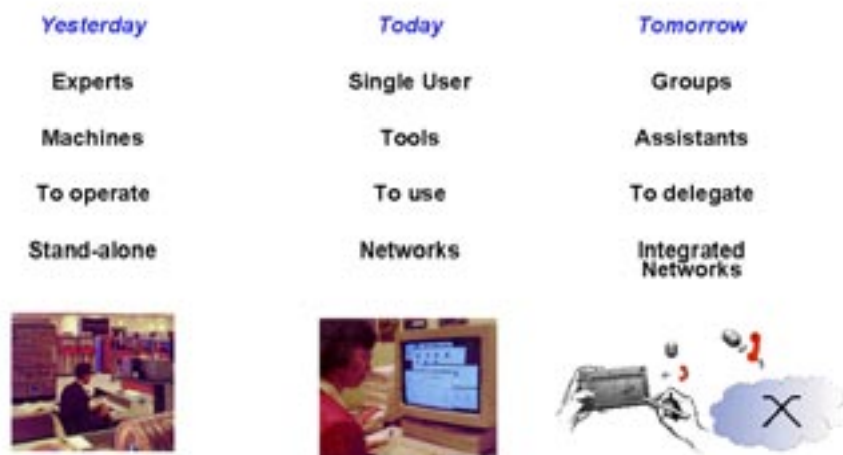 Yesterday Today Tomorrow
Experts Single User Groups
Machines Tools Assistants
To operate To use To delegate
Stand-alone Networks Integrated
Networks